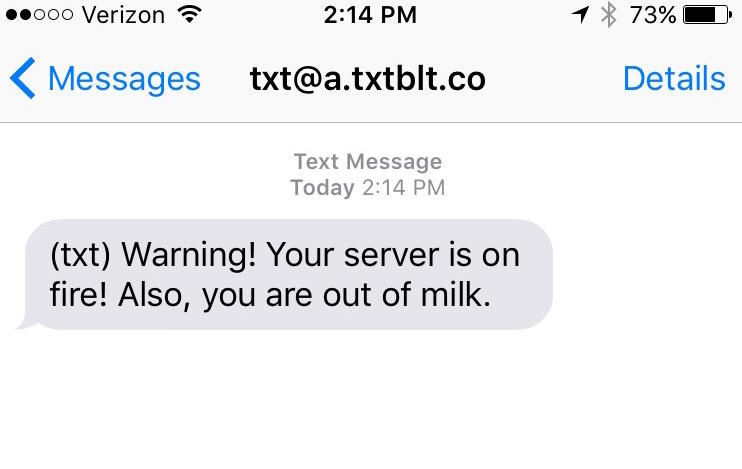 Verizon 2:14 PM 73%
Messages txt@a.txtblt.co Details
Text Message
Today 2:14 PM
(txt) Warning! Your server is on
fire! Also, you are out of milk.